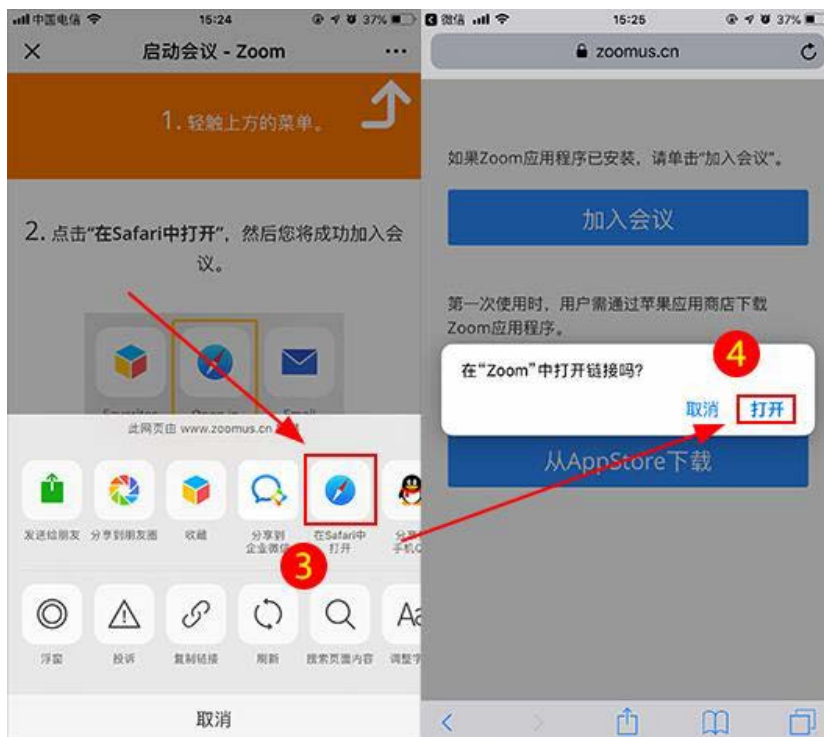 中国电信
15:24
37%
启动会议 - Zoom
1. 轻触上方的菜单。
2. 点击“在Safari中打开”，然后您将成功加入会
议。
此网页由 www.zoomus.cn
发送给朋友
分享到朋友圈
收藏
分享到
企业微信
在Safari中
打开
分享
手机Q
3
浮窗
投诉
复制链接
刷新
搜索页面内容
调整字
取消
微信
15:25
37%
zoomus.cn
如果Zoom应用程序已安装，请单击“加入会议”。
加入会议
第一次使用时，用户需通过苹果应用商店下载
Zoom应用程序。
4
在“Zoom”中打开链接吗?
取消
打开
从AppStore下载